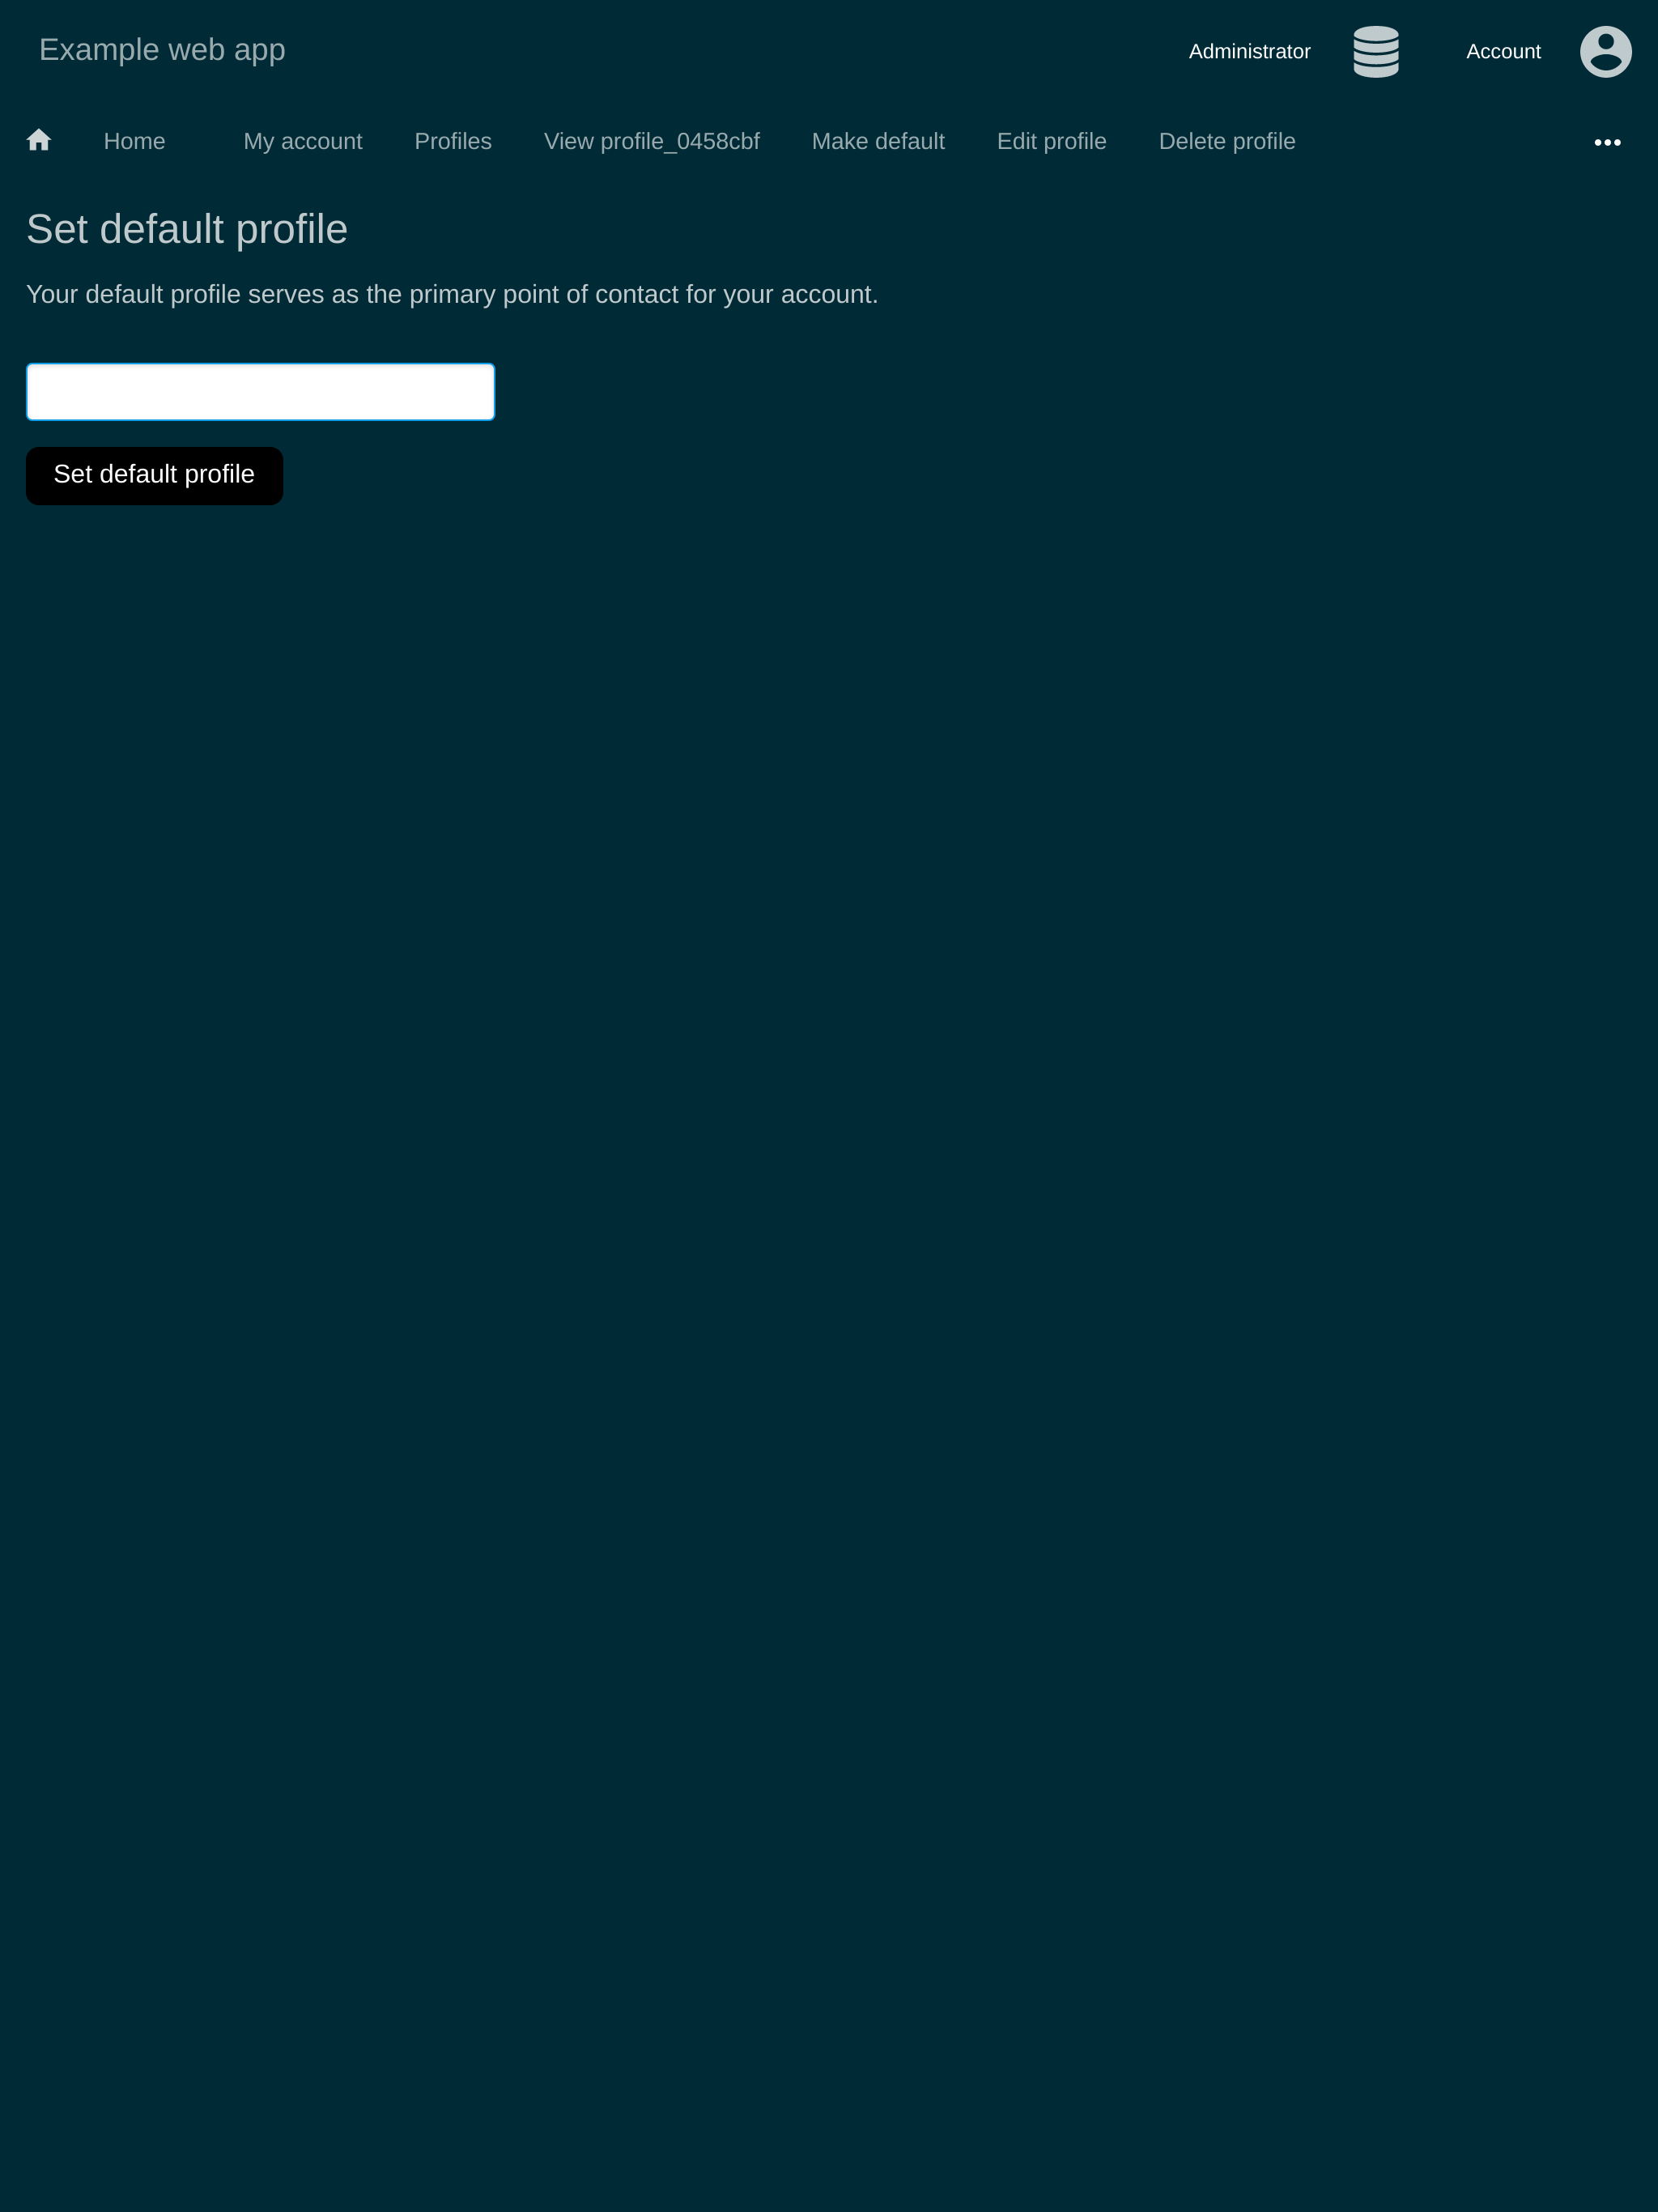 Example web app
Administrator
Account
Home
My account
Profiles
View profile_0458cbf
Make default
Edit profile
Delete profile
Set default profile
Your default profile serves as the primary point of contact for your account.
Set default profile